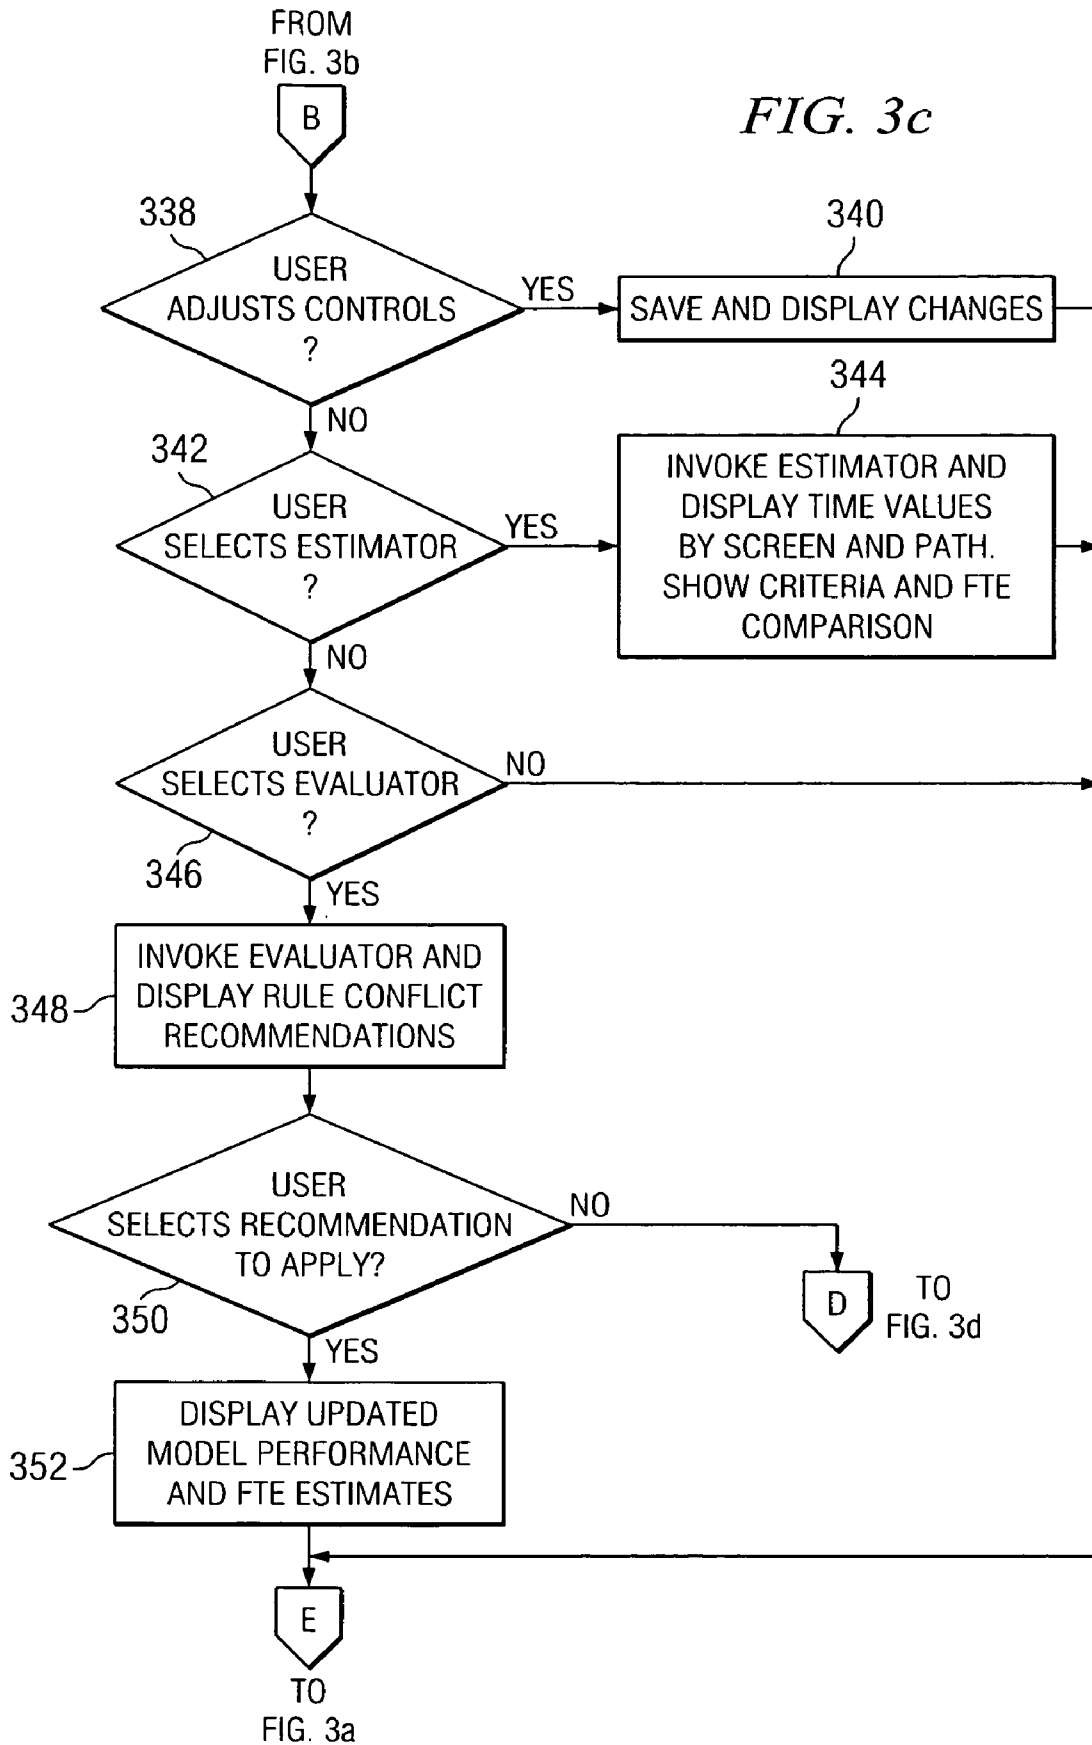 FROM
FIG. 3b
B
FIG. 3c
338
USER
ADJUSTS CONTROLS
?
YES
340
SAVE AND DISPLAY CHANGES
NO
342
USER
SELECTS ESTIMATOR
?
YES
344
INVOKE ESTIMATOR AND
DISPLAY TIME VALUES
BY SCREEN AND PATH.
SHOW CRITERIA AND FTE
COMPARISON
NO
USER
SELECTS EVALUATOR
?
NO
346
YES
INVOKE EVALUATOR AND
DISPLAY RULE CONFLICT
RECOMMENDATIONS
348
USER
SELECTS RECOMMENDATION
TO APPLY?
NO
350
D
TO
FIG. 3d
YES
DISPLAY UPDATED
MODEL PERFORMANCE
AND FTE ESTIMATES
352
E
TO
FIG. 3a